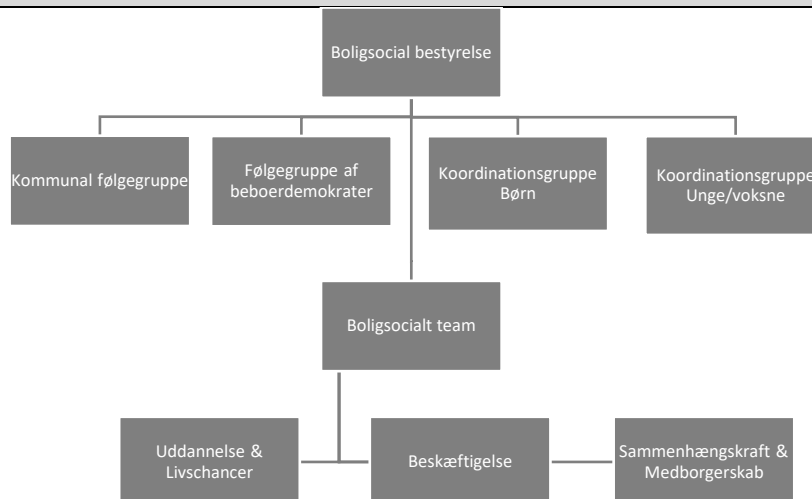 Boligsocial bestyrelse
Kommunal følgegruppe
Følgegruppe af
beboerdemokrater
Koordinationsgruppe
Børn
Koordinationsgruppe
Unge/voksne
Boligsocialt team
Uddannelse &
Livschancer
Beskæftigelse
Sammenhængskraft &
Medborgerskab